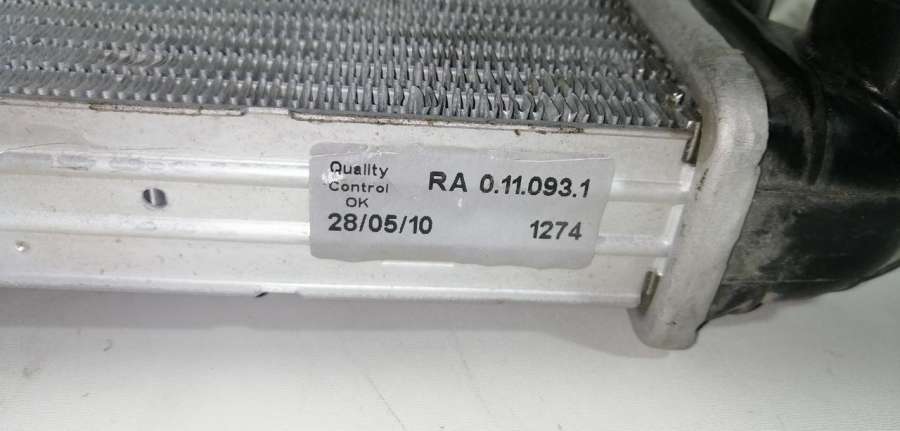 Quality
Control
OK
RA 0.11.093.1
28/05/10
1274